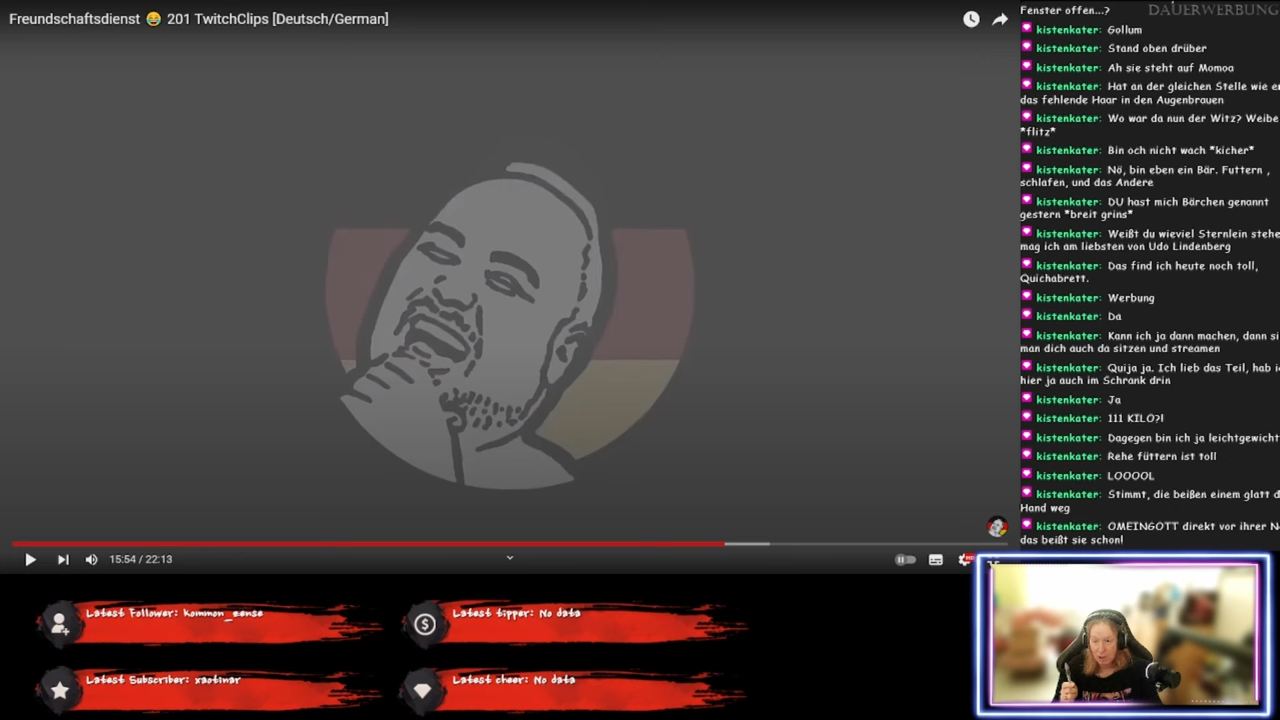 Freundschaftsdienst 😂 201 TwitchClips [Deutsch/German]
15:54 / 22:13
DAUERWERBUNG
Fenster offen...?
kistenkater: Gollum
kistenkater: Stand oben drüber
kistenkater: Ah sie steht auf Momoa
kistenkater: Hat an der gleichen Stelle wie
das fehlende Haar in den Augenbrauen
kistenkater: Wo war da nun der Witz? Weibe
*flitz*
kistenkater: Bin och nicht wach *kicher*
kistenkater: Nö, bin eben ein Bär. Futtern ,
schlafen, und das Andere
kistenkater: DU hast mich Bärchen genannt
gestern *breit grins*
kistenkater: Weißt du wieviel Sternlein stehe
mag ich am liebsten von Udo Lindenberg
kistenkater: Das find ich heute noch toll,
Quichabrett.
kistenkater: Werbung
kistenkater: Da
kistenkater: Kann ich ja dann machen, dann si
man dich auch da sitzen und streamen
kistenkater: Quija ja. Ich lieb das Teil, hab
hier ja auch im Schrank drin
kistenkater: Ja
kistenkater: 111 KILO?!
kistenkater: Dagegen bin ich ja leichtgewicht
kistenkater: Rehe füttern ist toll
kistenkater: LOOOOL
kistenkater: Stimmt, die beißen einem glatt d
Hand weg
kistenkater: OMEINGOTT direkt vor ihrer N
das beißt sie schon!
Latest Follower: Kommon_zense
Latest tipper: No data
Latest Subscriber: xaotinar
Latest cheer: No data